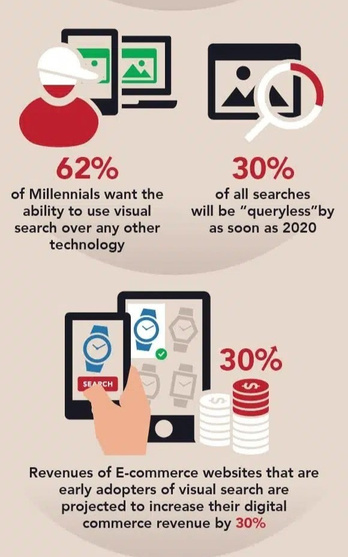 62%
of Millennials want the
ability to use visual
search over any other
technology
30%
of all searches
will be "queryless"by
as soon as 2020
SEARCH
30%
$
$
Revenues of E-commerce websites that are
early adopters of visual search are
projected to increase their digital
commerce revenue by 30%